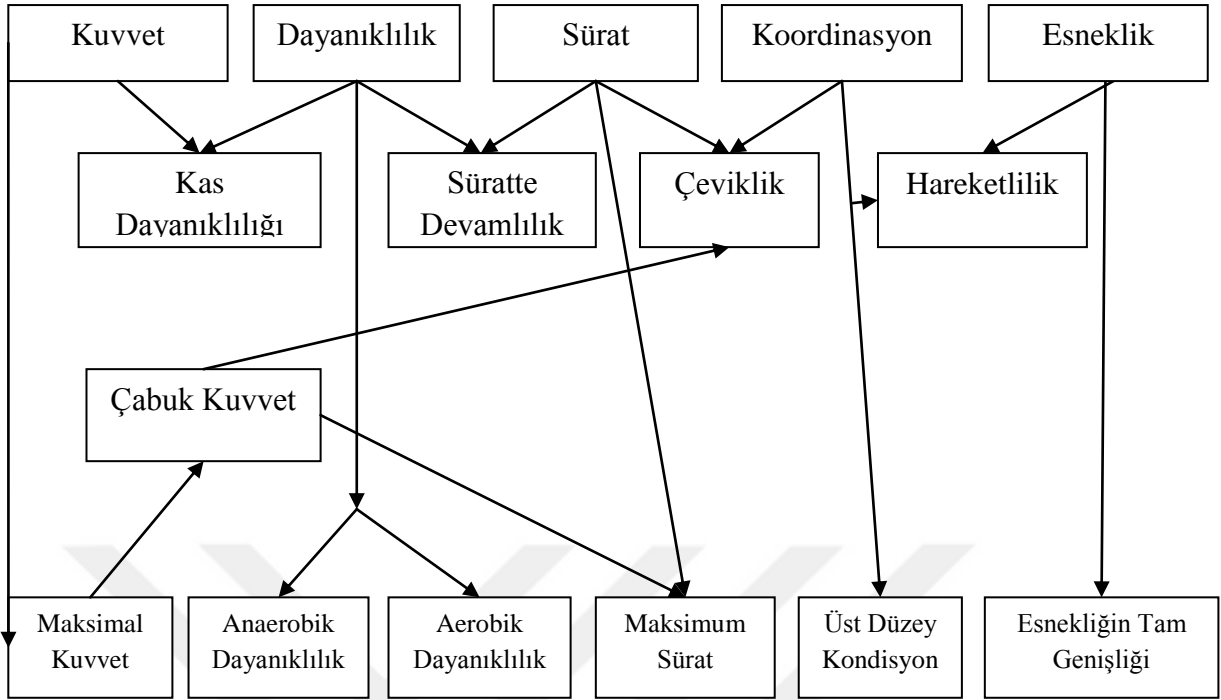 Kuvvet
Dayanıklılık
Sürat
Koordinasyon
Esneklik
Kas
Dayanıklılığı
Süratte
Devamlılık
Çeviklik
Hareketlilik
Çabuk Kuvvet
Maksimal
Kuvvet
Anaerobik
Dayanıklılık
Aerobik
Dayanıklılık
Maksimum
Sürat
Üst Düzey
Kondisyon
Esnekliğin Tam
Genişliği